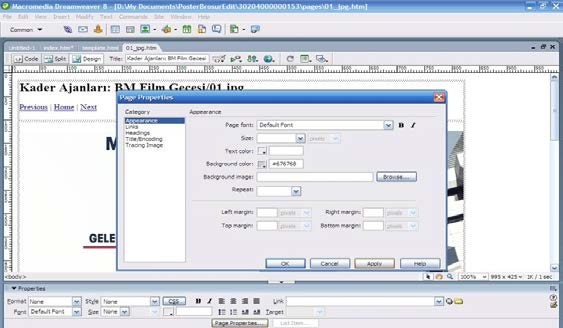 Macromedia Dreamweaver 8 - [D:\My Documents\PosterBrosurEdit\30204000000153\pages\01_jpg.htm]
File Edit View Insert Modify Text Commands Site Window Help
Common
Untitled-1 index.htm* template.html 01_jpg.htm
Code Split Design Title: Kader Ajanları: BM Film Gecesi/01.jpg
Kader Ajanları: BM Film Gecesi/01.jpg
Previous | Home | Next
Page Properties
Category Appearance
Appearance
Links
Headings
Title/Encoding
Tracing Image
Page font: Default Font B I
Size: pixels
Text color:
Background color: #676768
Background image: Browse...
Repeat:
Left margin: pixels Right margin: pixels
Top margin: pixels Bottom margin: pixels
OK Cancel Apply Help
M
GELE
<body> 100% 995 x 425 1K / 1 sec
Properties
Format None Style None CSS B I Link
Font Default Font Size None Target
Page Properties... List Item...